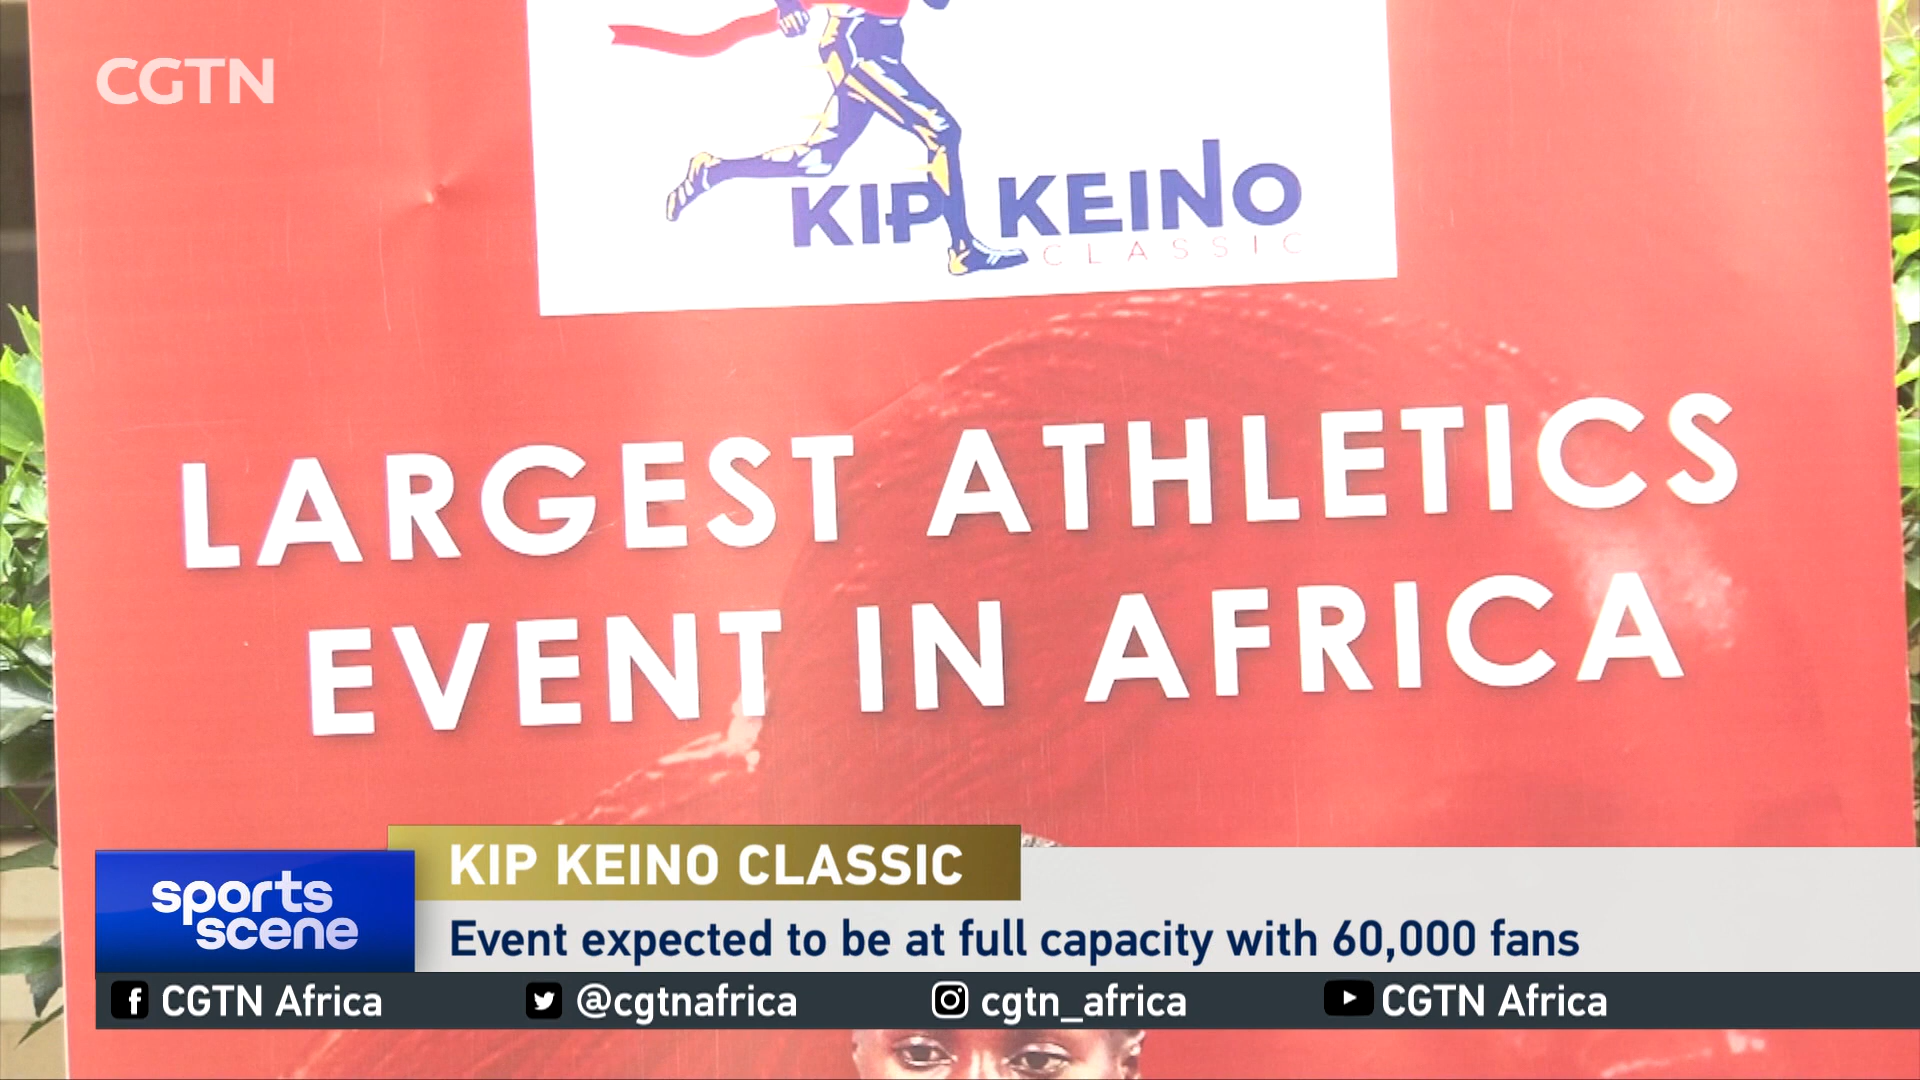 CGTN
KIP KEINO
CLASSIC
LARGEST ATHLETICS
EVENT IN AFRICA
KIP KEINO CLASSIC
sports
scene
Event expected to be at full capacity with 60,000 fans
CGTN Africa
@cgtnafrica
cgtn_africa
CGTN Africa